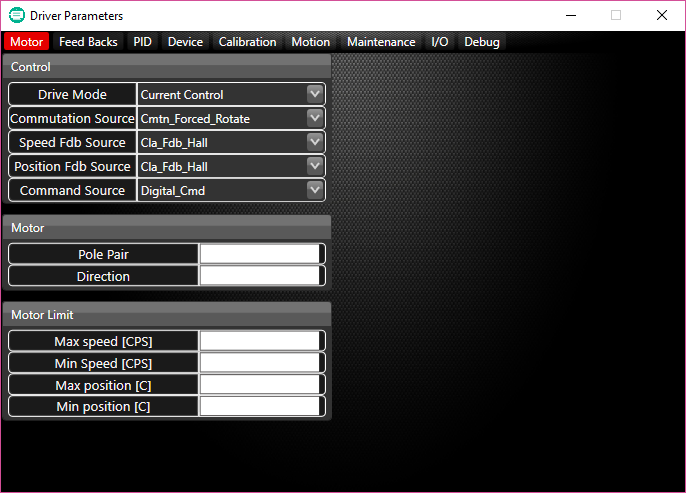 Driver Parameters
Motor Feed Backs PID Device Calibration Motion Maintenance I/O Debug
Control
Drive Mode Current Control
Commutation Source Cmtn_Forced_Rotate
Speed Fdb Source Cla_Fdb_Hall
Position Fdb Source Cla_Fdb_Hall
Command Source Digital_Cmd
Motor
Pole Pair
Direction
Motor Limit
Max speed [CPS]
Min Speed [CPS]
Max position [C]
Min position [C]